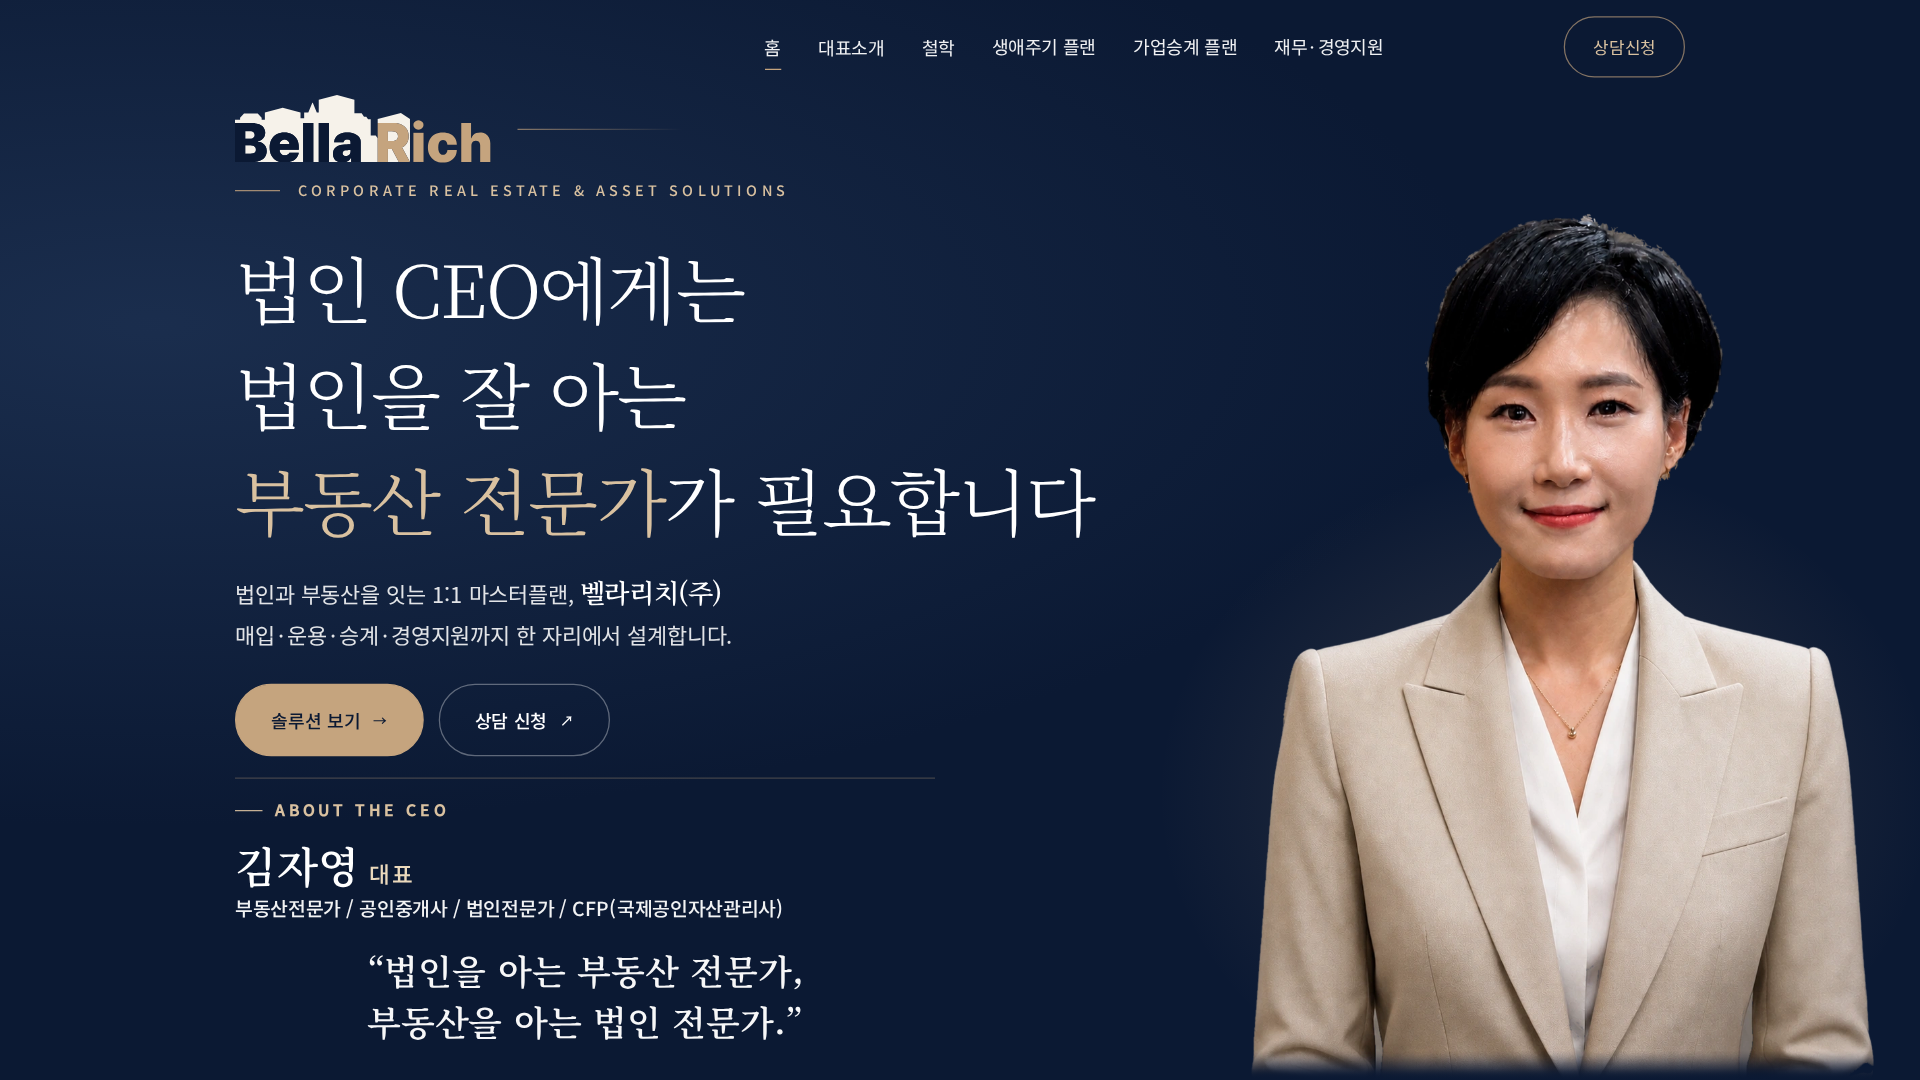 홈
대표소개
철학
생애주기 플랜
가업승계 플랜
재무·경영지원
상담신청
Bella Rich
CORPORATE REAL ESTATE & ASSET SOLUTIONS
법인 CEO에게는
법인을 잘 아는
부동산 전문가가 필요합니다
법인과 부동산을 잇는 1:1 마스터플랜, 벨라리치(주)
매입·운용·승계·경영지원까지 한 자리에서 설계합니다.
솔루션 보기 →
상담 신청 ↗
ABOUT THE CEO
김자영 대표
부동산전문가 / 공인중개사 / 법인전문가 / CFP(국제공인자산관리사)
“법인을 아는 부동산 전문가,
부동산을 아는 법인 전문가.”